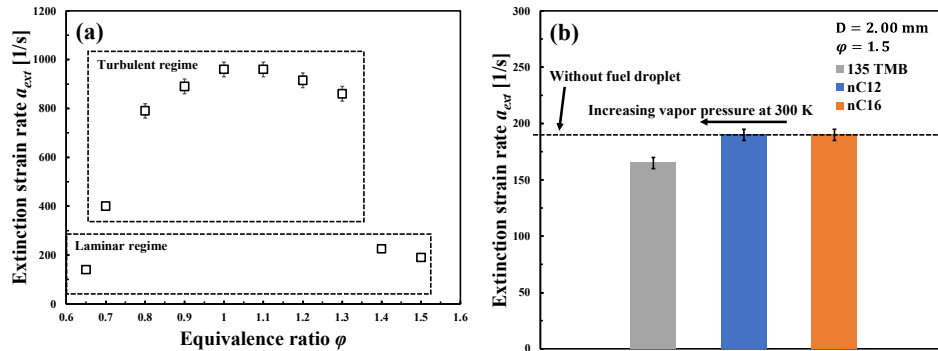 (a)
Extinction strain rate a_ext [1/s]
1200
1000
800
600
400
200
0
Turbulent regime
Laminar regime
0.6 0.7 0.8 0.9 1 1.1 1.2 1.3 1.4 1.5 1.6
Equivalence ratio φ
(b)
Extinction strain rate a_ext [1/s]
300
250
200
150
100
50
0
D = 2.00 mm
φ = 1.5
135 TMB
nC12
nC16
Without fuel droplet
Increasing vapor pressure at 300 K